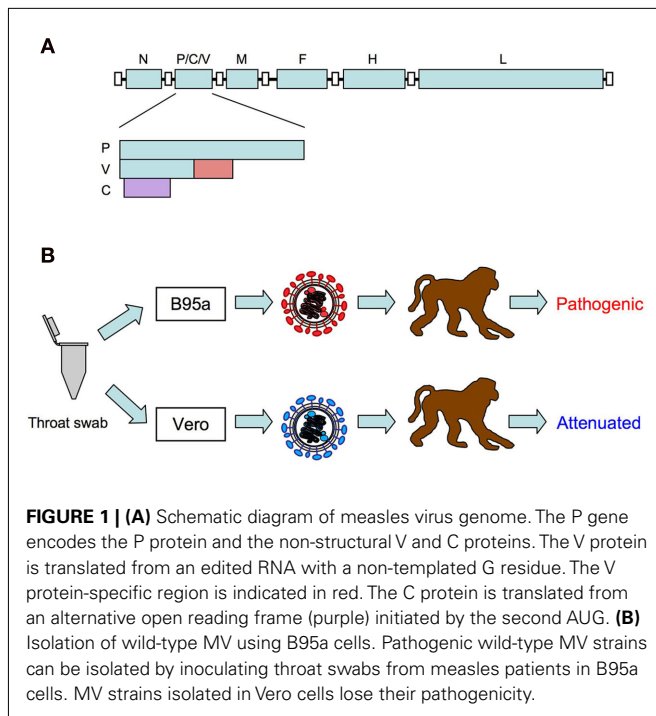 A
N P/C/V M F H L
P
V
C
B
B95a
Pathogenic
Throat swab
Vero
Attenuated
FIGURE 1 | (A) Schematic diagram of measles virus genome. The P gene
encodes the P protein and the non-structural V and C proteins. The V protein
is translated from an edited RNA with a non-templated G residue. The V
protein-specific region is indicated in red. The C protein is translated from
an alternative open reading frame (purple) initiated by the second AUG. (B)
Isolation of wild-type MV using B95a cells. Pathogenic wild-type MV strains
can be isolated by inoculating throat swabs from measles patients in B95a
cells. MV strains isolated in Vero cells lose their pathogenicity.